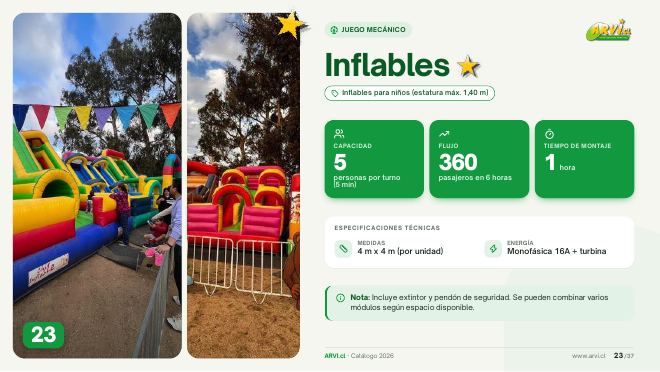 JUEGO MECÁNICO
ARVI.cl
Inflables
Inflables para niños (estatura máx. 1,40 m)
CAPACIDAD
5
personas por turno
(5 min)
FLUJO
360
pasajeros en 6 horas
TIEMPO DE MONTAJE
1 hora
ESPECIFICACIONES TÉCNICAS
MEDIDAS
4 m x 4 m (por unidad)
ENERGÍA
Monofásica 16A + turbina
Nota: Incluye extintor y pendón de seguridad. Se pueden combinar varios
módulos según espacio disponible.
23
ARVI.cl · Catálogo 2026
www.arvi.cl
23 /37